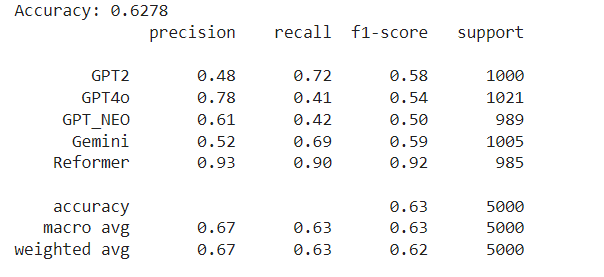 Accuracy: 0.6278
precision recall f1-score support
GPT2 0.48 0.72 0.58 1000
GPT4o 0.78 0.41 0.54 1021
GPT_NEO 0.61 0.42 0.50 989
Gemini 0.52 0.69 0.59 1005
Reformer 0.93 0.90 0.92 985
accuracy 0.63 5000
macro avg 0.67 0.63 0.63 5000
weighted avg 0.67 0.63 0.62 5000